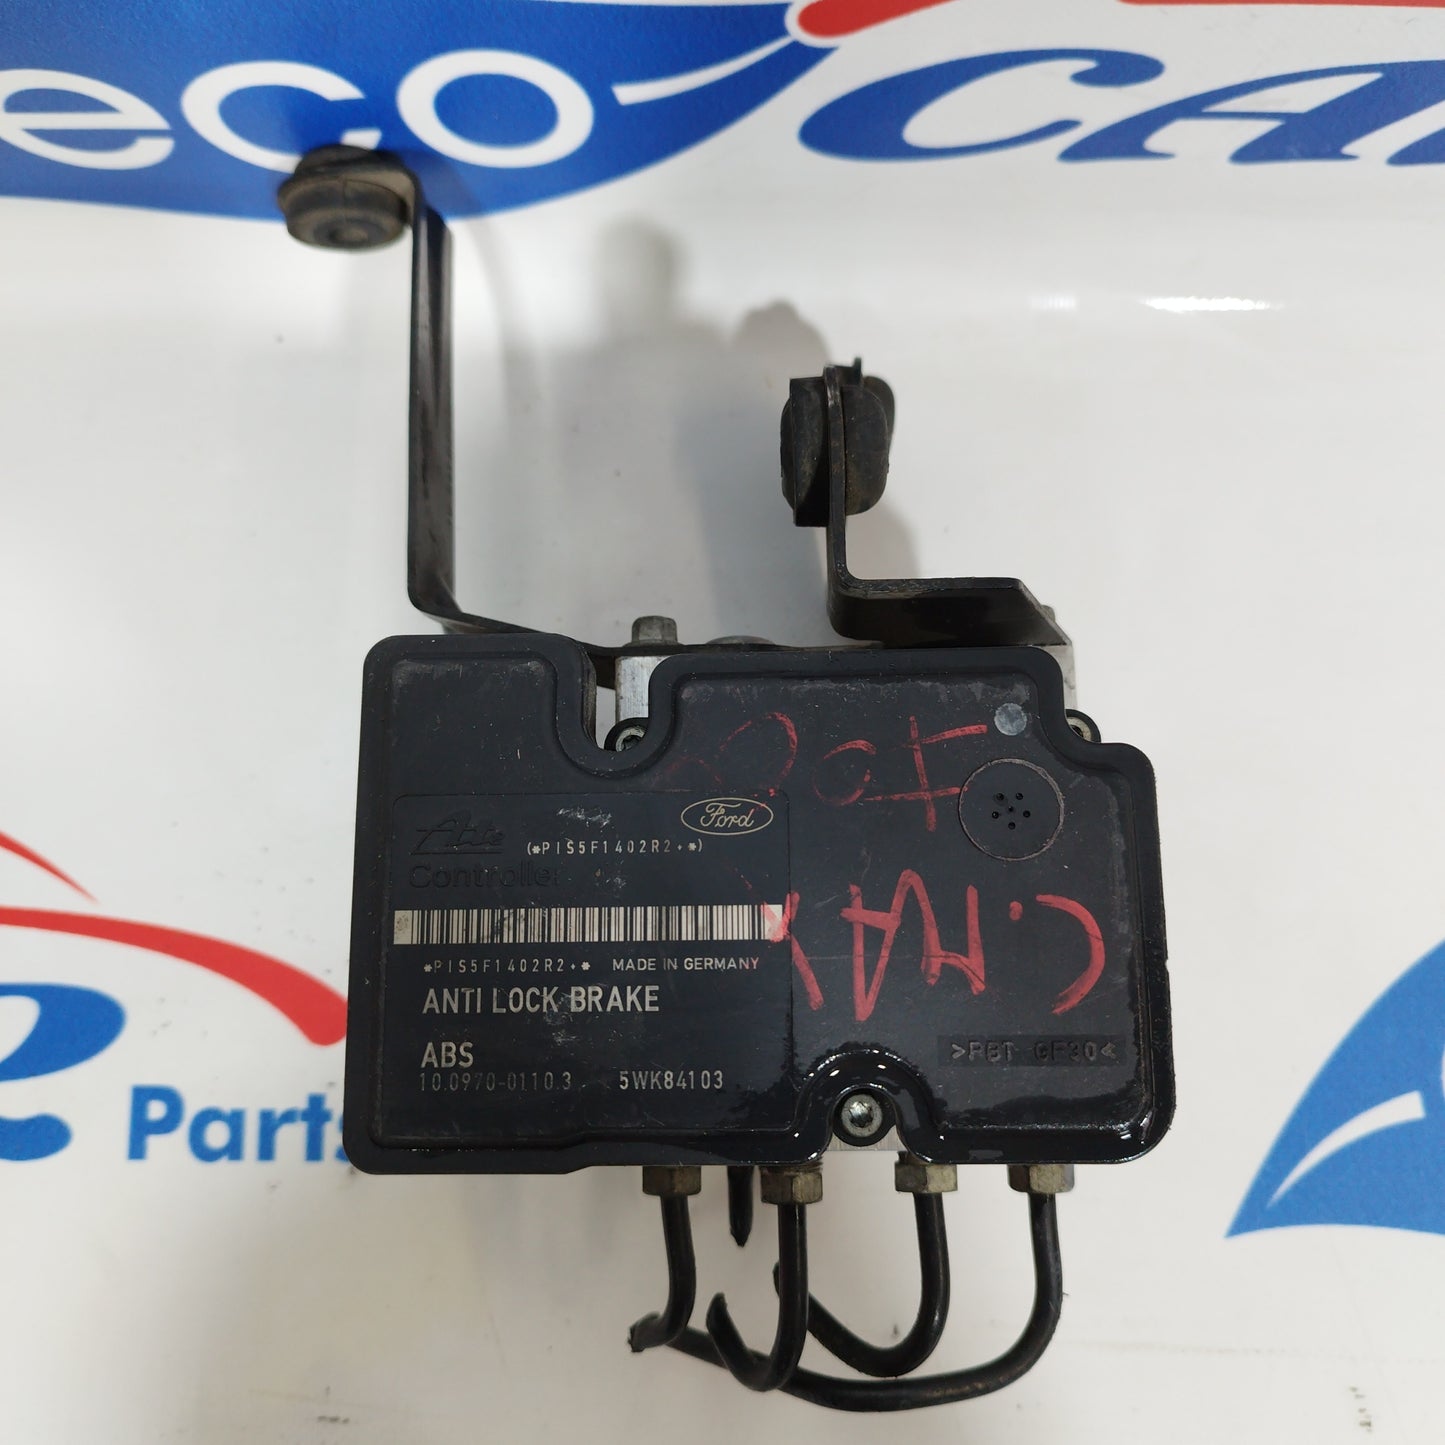 eco CAR
Parts
Ford
Ate
(*PIS5F1402R2+*)
Controller
*PIS5F1402R2+* MADE IN GERMANY
ANTI LOCK BRAKE
ABS
10.0970-0110.3 5WK84103
C.MAX
>PBT GF30<